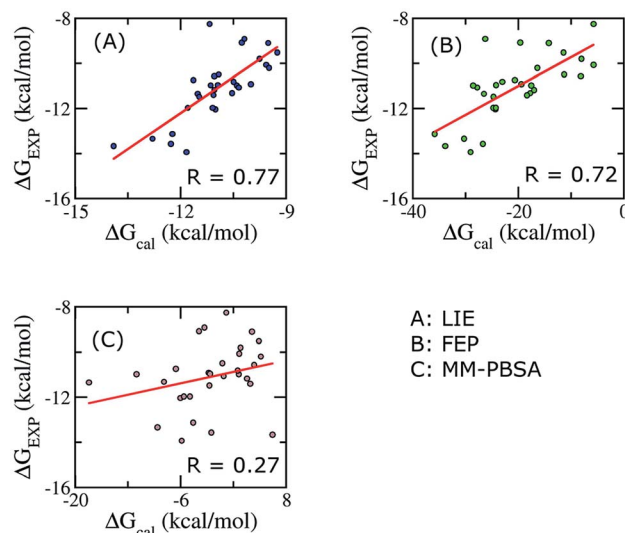 (A)
-8
-12
-16
ΔG_EXP (kcal/mol)
R = 0.77
-15 -12 -9
ΔG_cal (kcal/mol)
(B)
-8
-12
-16
ΔG_EXP (kcal/mol)
R = 0.72
-40 -20 0
ΔG_cal (kcal/mol)
(C)
-8
-12
-16
ΔG_EXP (kcal/mol)
R = 0.27
-20 -6 8
ΔG_cal (kcal/mol)
A: LIE
B: FEP
C: MM-PBSA